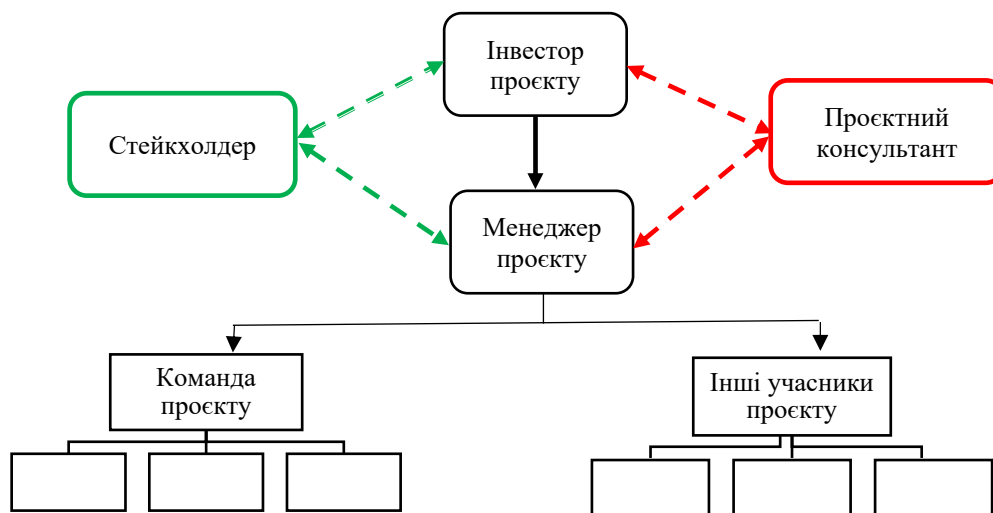 Інвестор
проєкту
Стейкхолдер
Проєктний
консультант
Менеджер
проєкту
Команда
проєкту
Інші учасники
проєкту